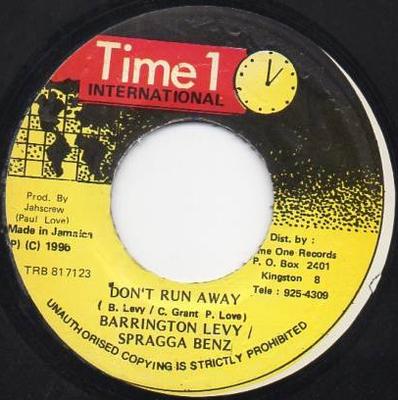 Time 1
INTERNATIONAL
Prod. By
Jahscrew
(Paul Love)
Made in Jamaica
P) (C) 1996
TRB 817123
Dist. by :
me One Records
P. O. Box 2401
Kingston 8
Tele : 925-4309
DON'T RUN AWAY
( B. Levy / C. Grant P. Love)
BARRINGTON LEVY /
SPRAGGA BENZ
UNAUTHORISED COPYING IS STRICTLY PROHIBITED